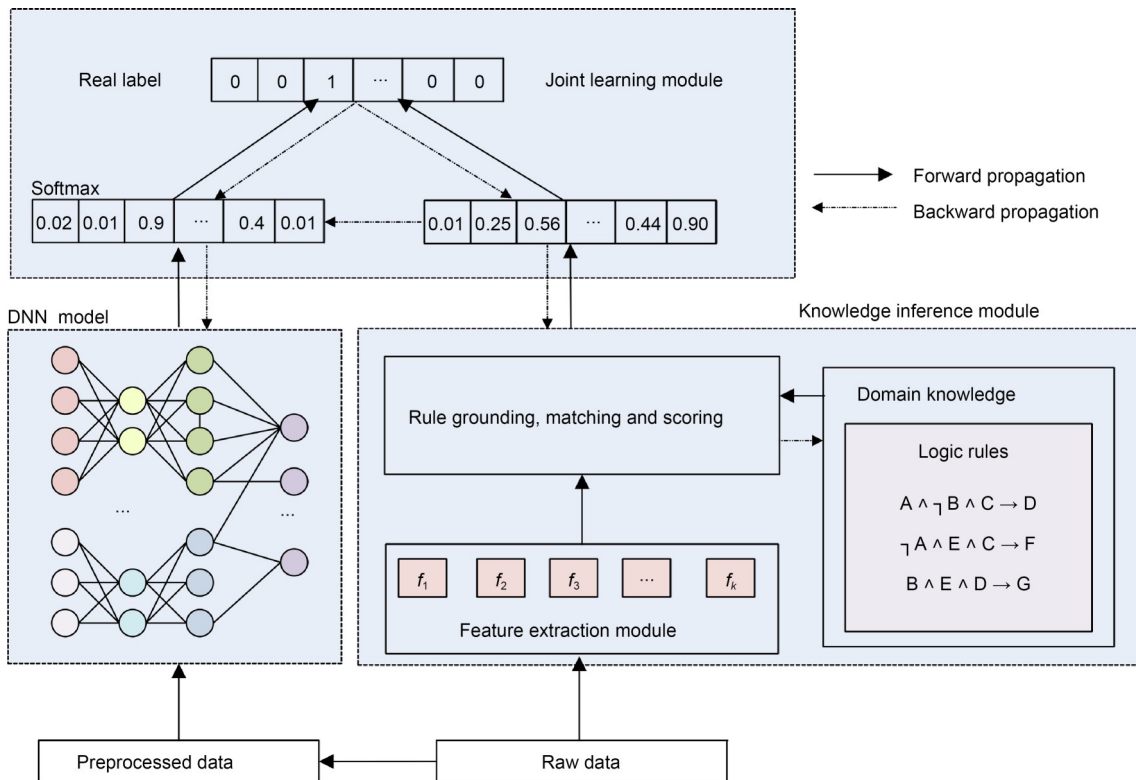 Real label
0 0 1 ... 0 0
Joint learning module
Softmax
0.02 0.01 0.9 ... 0.4 0.01
0.01 0.25 0.56 ... 0.44 0.90
Forward propagation
Backward propagation
DNN model
...
...
Knowledge inference module
Rule grounding, matching and scoring
Domain knowledge
Logic rules
A ∧ ┐B ∧ C → D
┐A ∧ E ∧ C → F
B ∧ E ∧ D → G
f1 f2 f3 ... fk
Feature extraction module
Preprocessed data
Raw data